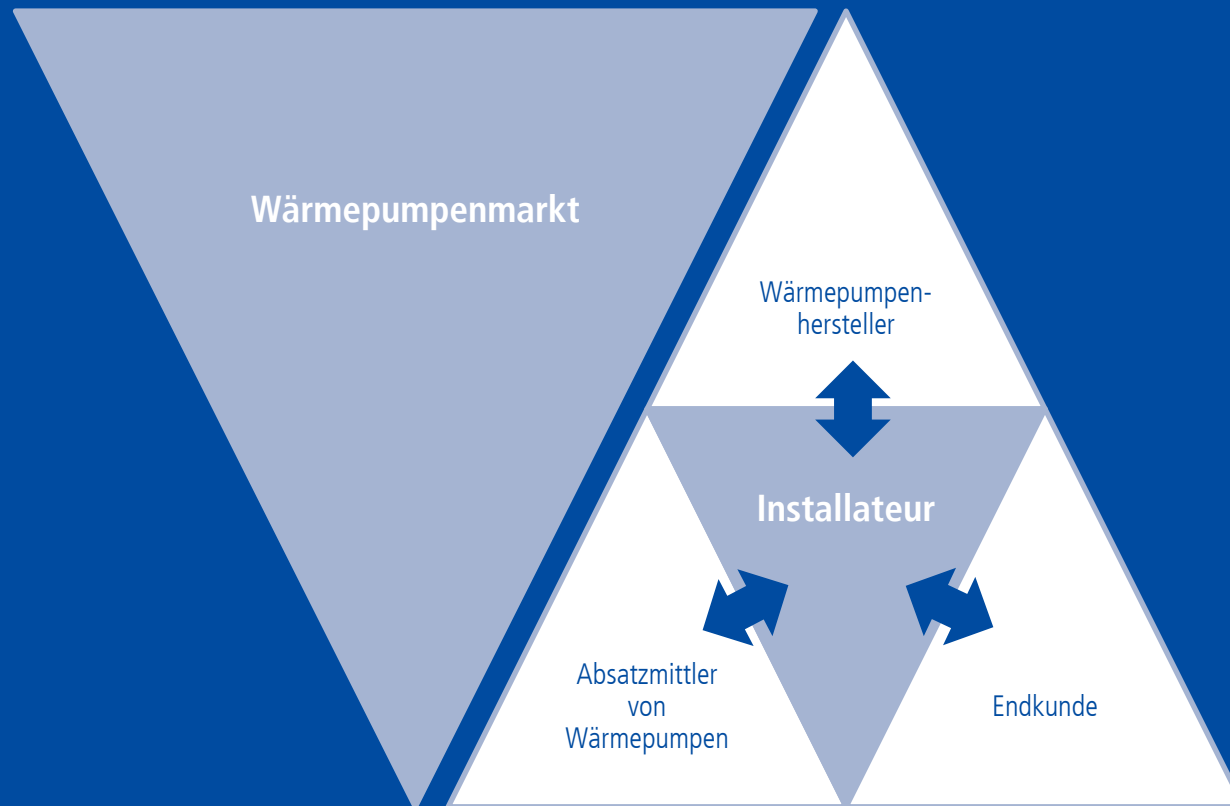 Wärmepumpenmarkt
Wärmepumpen-
hersteller
Installateur
Absatzmittler
von
Wärmepumpen
Endkunde